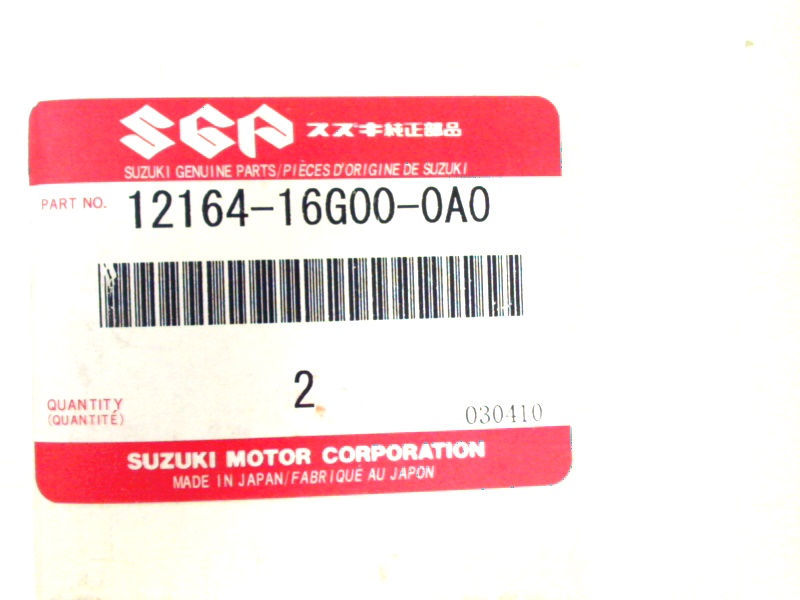 SGP スズキ純正部品
SUZUKI GENUINE PARTS/PIÈCES D'ORIGINE DE SUZUKI
PART NO. 12164-16G00-0A0
2
QUANTITY
(QUANTITÉ)
030410
SUZUKI MOTOR CORPORATION
MADE IN JAPAN/FABRIQUÉ AU JAPON